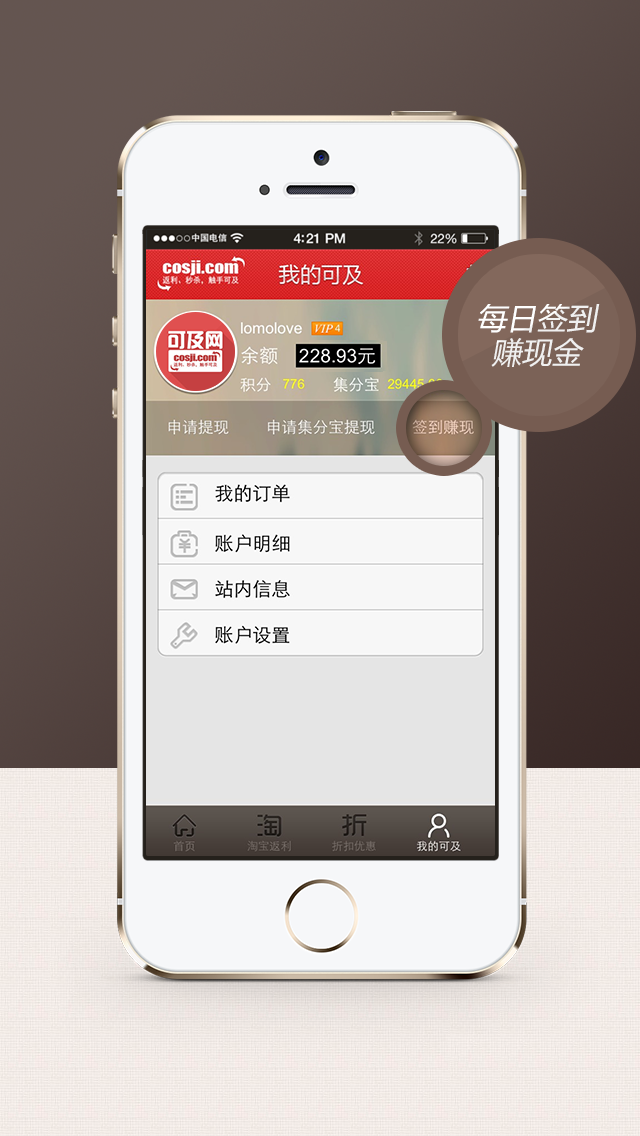 中国电信
4:21 PM
22%
cosji.com
返利、秒杀，触手可及
我的可及
每日签到
赚现金
可及网
cosji.com
返利、秒杀，触手可及
lomolove VIP 4
余额 228.93元
积分 776 集分宝 29445
申请提现 申请集分宝提现 签到赚现
我的订单
账户明细
站内信息
账户设置
淘 折
首页 淘宝返利 折扣优惠 我的可及